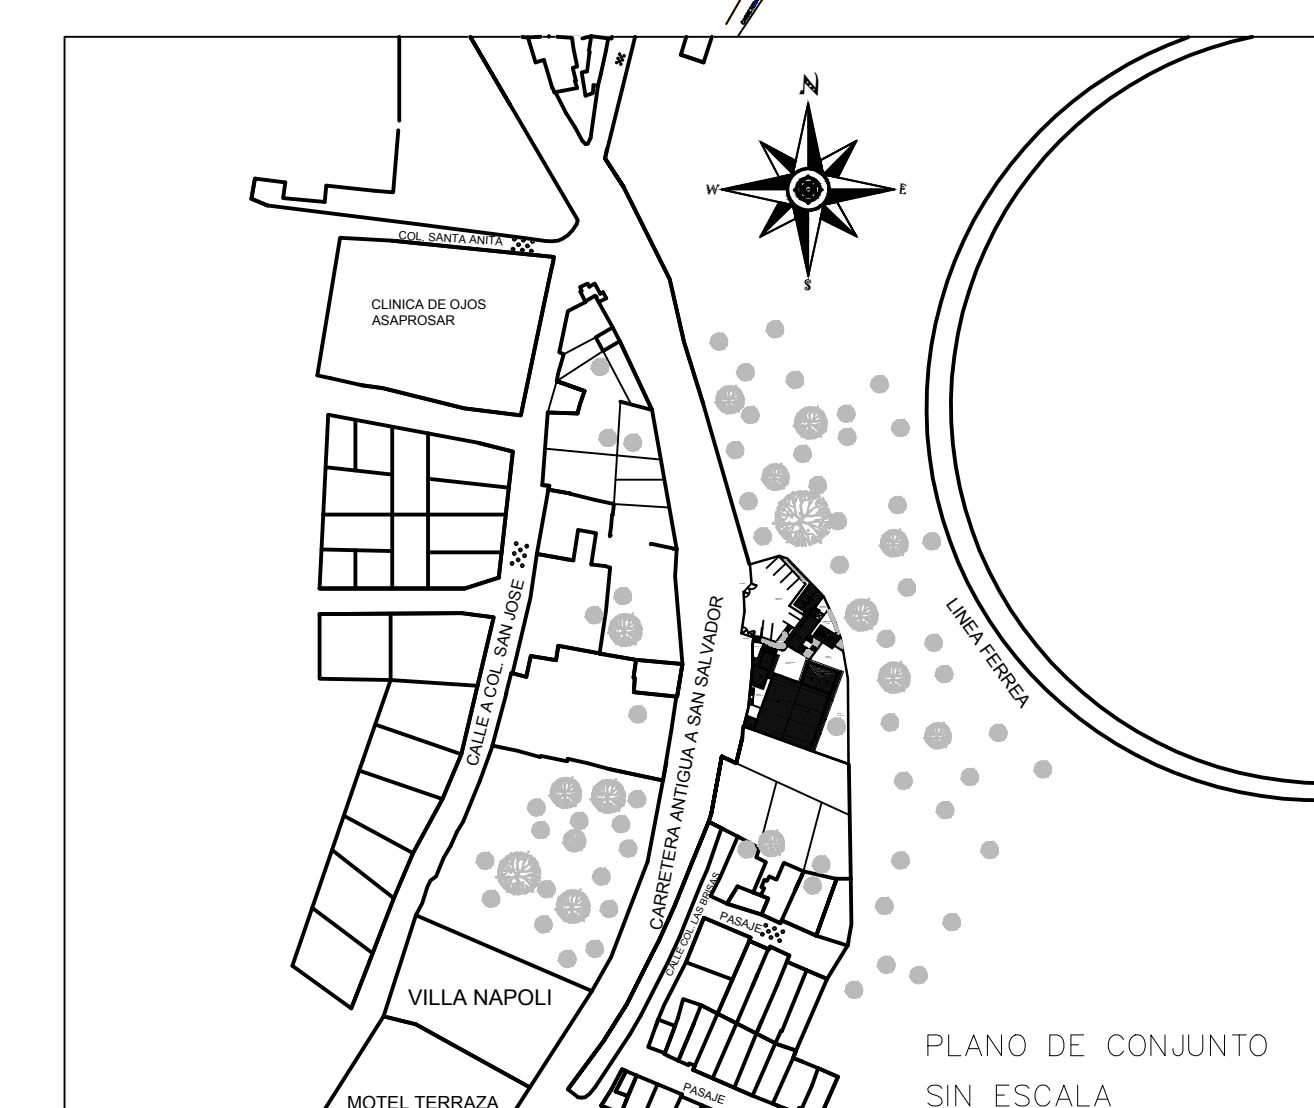 N
W
E
S
COL. SANTA ANITA
CLINICA DE OJOS
ASAPROSAR
CALLE A COL. SAN JOSE
CARRETERA ANTIGUA A SAN SALVADOR
LINEA FERREA
CALLE COL. LAS BRISAS
PASAJE
VILLA NAPOLI
PLANO DE CONJUNTO
SIN ESCALA
PASAJE
MOTEL TERRAZA